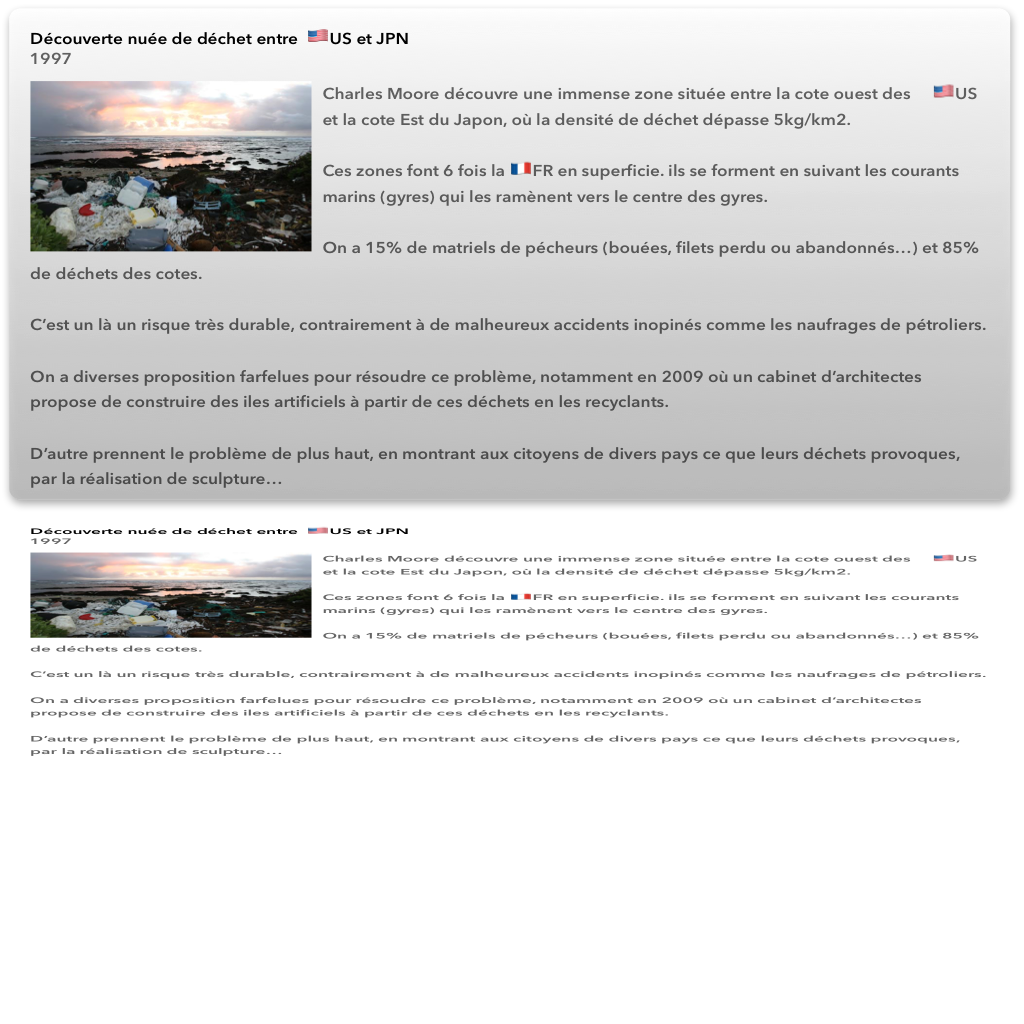 Découverte nuée de déchet entre 🇺🇸US et JPN
1997
Charles Moore découvre une immense zone située entre la cote ouest des 🇺🇸US
et la cote Est du Japon, où la densité de déchet dépasse 5kg/km2.
Ces zones font 6 fois la 🇫🇷FR en superficie. ils se forment en suivant les courants
marins (gyres) qui les ramènent vers le centre des gyres.
On a 15% de matriels de pécheurs (bouées, filets perdu ou abandonnés…) et 85%
de déchets des cotes.
C’est un là un risque très durable, contrairement à de malheureux accidents inopinés comme les naufrages de pétroliers.
On a diverses proposition farfelues pour résoudre ce problème, notamment en 2009 où un cabinet d’architectes
propose de construire des iles artificiels à partir de ces déchets en les recyclants.
D’autre prennent le problème de plus haut, en montrant aux citoyens de divers pays ce que leurs déchets provoques,
par la réalisation de sculpture…
Découverte nuée de déchet entre 🇺🇸US et JPN
1997
Charles Moore découvre une immense zone située entre la cote ouest des 🇺🇸US
et la cote Est du Japon, où la densité de déchet dépasse 5kg/km2.
Ces zones font 6 fois la 🇫🇷FR en superficie. ils se forment en suivant les courants
marins (gyres) qui les ramènent vers le centre des gyres.
On a 15% de matriels de pécheurs (bouées, filets perdu ou abandonnés…) et 85%
de déchets des cotes.
C’est un là un risque très durable, contrairement à de malheureux accidents inopinés comme les naufrages de pétroliers.
On a diverses proposition farfelues pour résoudre ce problème, notamment en 2009 où un cabinet d’architectes
propose de construire des iles artificiels à partir de ces déchets en les recyclants.
D’autre prennent le problème de plus haut, en montrant aux citoyens de divers pays ce que leurs déchets provoques,
par la réalisation de sculpture…